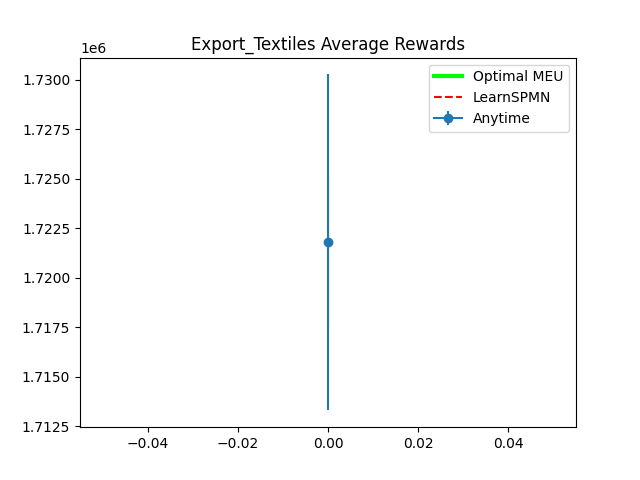 Export_Textiles Average Rewards
1e6
1.7300
1.7275
1.7250
1.7225
1.7200
1.7175
1.7150
1.7125
−0.04
−0.02
0.00
0.02
0.04
Optimal MEU
LearnSPMN
Anytime